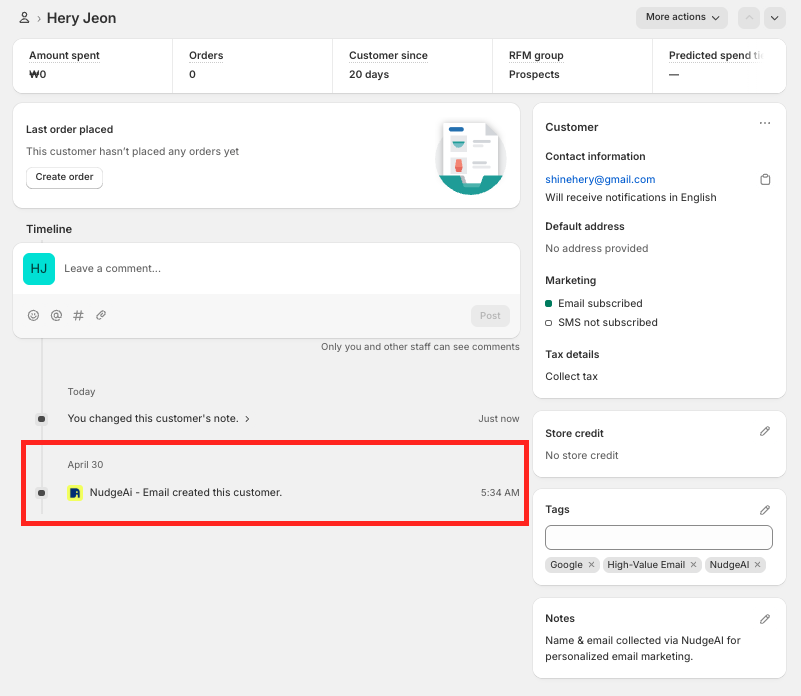 Hery Jeon
More actions
Amount spent
₩0
Orders
0
Customer since
20 days
RFM group
Prospects
Predicted spend
—
Last order placed
This customer hasn't placed any orders yet
Create order
Timeline
HJ
Leave a comment...
Post
Only you and other staff can see comments
Today
You changed this customer's note.
Just now
April 30
NudgeAi - Email created this customer.
5:34 AM
Customer
Contact information
shinehery@gmail.com
Will receive notifications in English
Default address
No address provided
Marketing
Email subscribed
SMS not subscribed
Tax details
Collect tax
Store credit
No store credit
Tags
Google × High-Value Email × NudgeAI ×
Notes
Name & email collected via NudgeAI for
personalized email marketing.